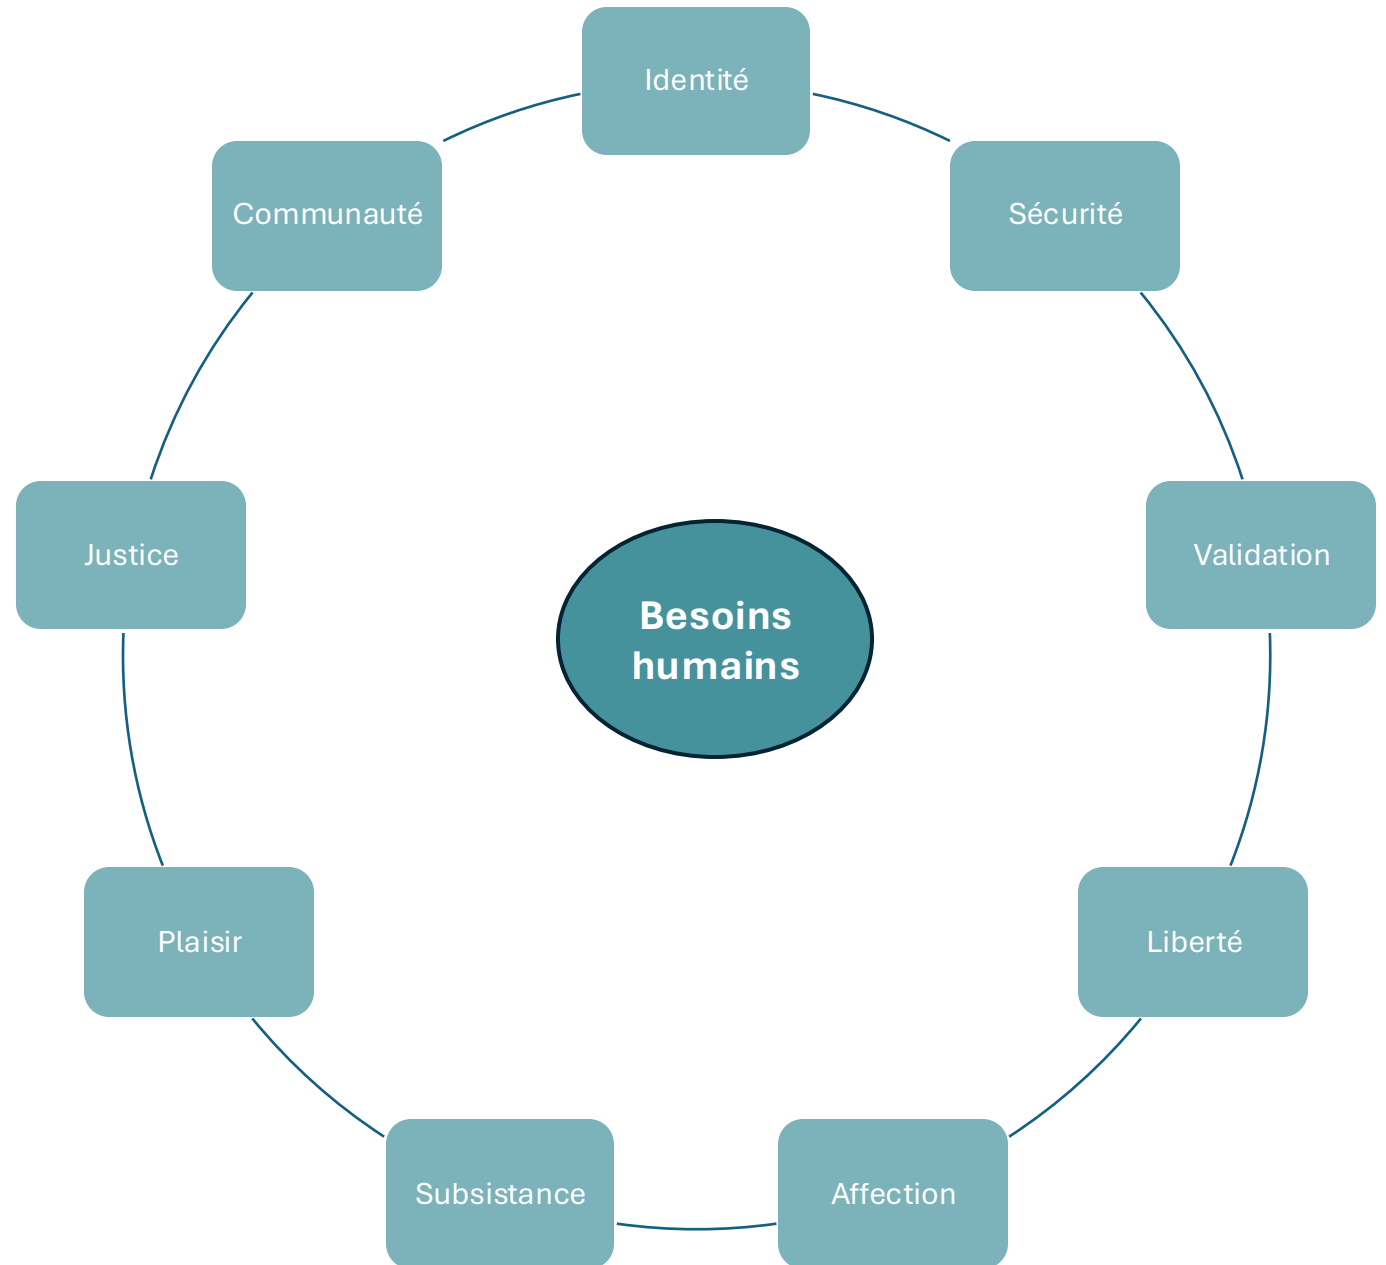 Identité
Communauté
Sécurité
Justice
Validation
Besoins
humains
Plaisir
Liberté
Subsistance
Affection